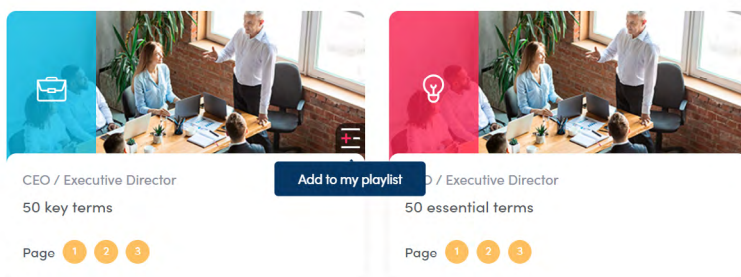 CEO / Executive Director
50 key terms
Page 1 2 3
Add to my playlist
O / Executive Director
50 essential terms
Page 1 2 3